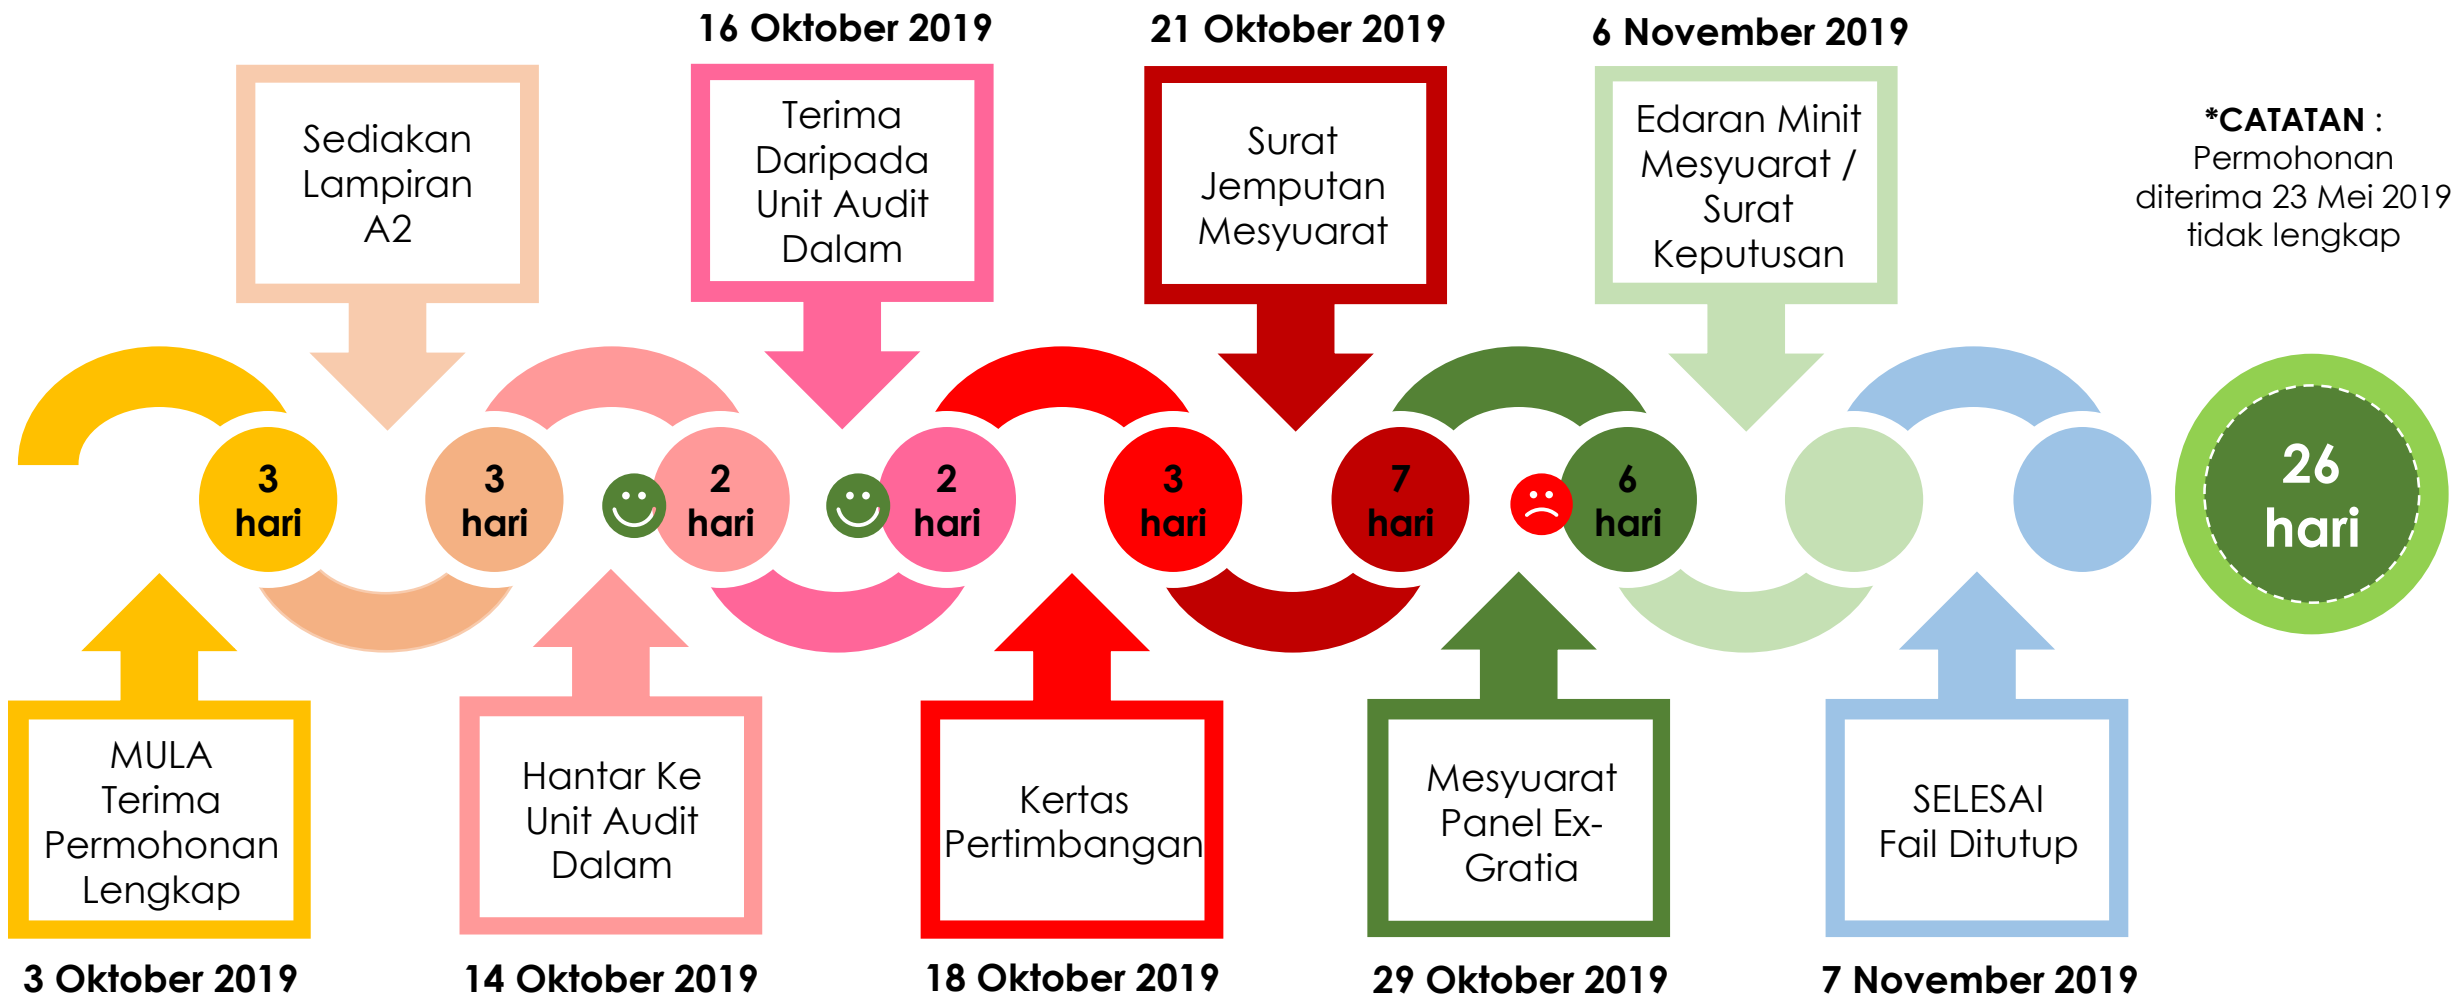 16 Oktober 2019
21 Oktober 2019
6 November 2019
Sediakan
Lampiran
A2
Terima
Daripada
Unit Audit
Dalam
Surat
Jemputan
Mesyuarat
Edaran Minit
Mesyuarat /
Surat
Keputusan
*CATATAN :
Permohonan
diterima 23 Mei 2019
tidak lengkap
3
hari
3
hari
2
hari
2
hari
3
hari
7
hari
6
hari
26
hari
MULA
Terima
Permohonan
Lengkap
Hantar Ke
Unit Audit
Dalam
Kertas
Pertimbangan
Mesyuarat
Panel Ex-
Gratia
SELESAI
Fail Ditutup
3 Oktober 2019
14 Oktober 2019
18 Oktober 2019
29 Oktober 2019
7 November 2019